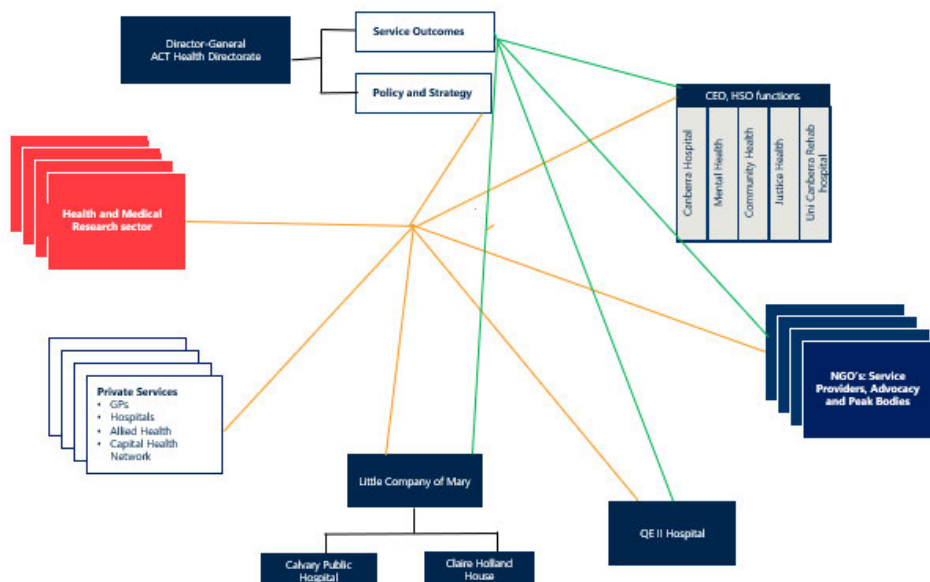 Director-General
ACT Health Directorate
Service Outcomes
Policy and Strategy
CEO, HSO functions
Canberra Hospital
Mental Health
Community Health
Justice Health
Uni Canberra Rehab
hospital
Health and Medical
Research sector
NGO's: Service
Providers, Advocacy
and Peak Bodies
Private Services
• GPs
• Hospitals
• Allied Health
• Capital Health
Network
Little Company of Mary
QE II Hospital
Calvary Public
Hospital
Claire Holland
House